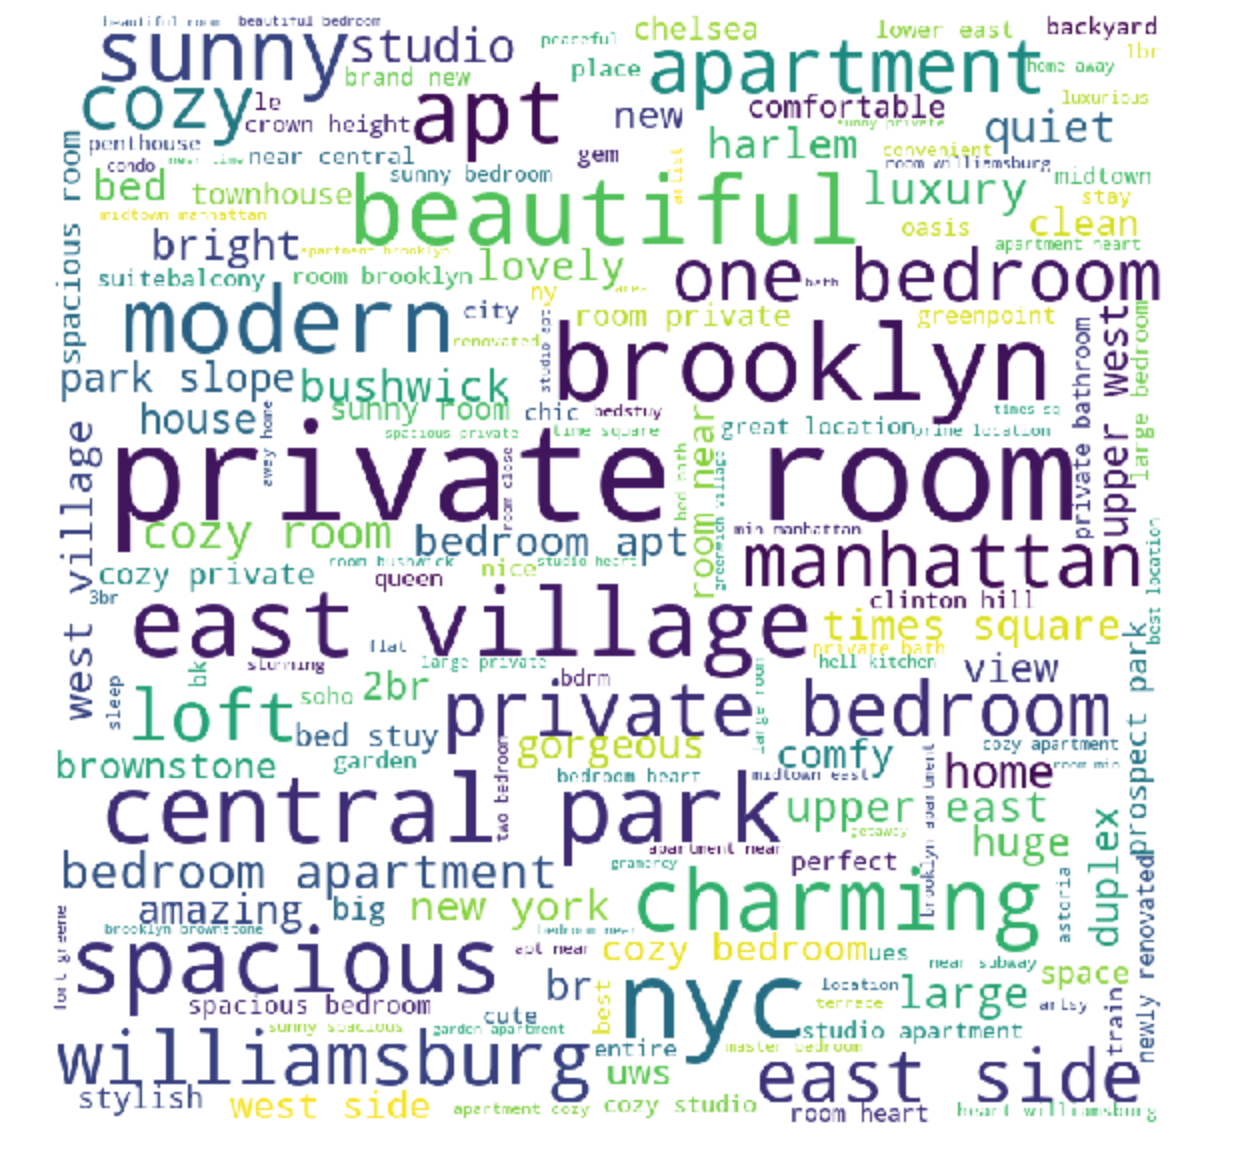 beautiful room
beautiful bedroom
sunny
studio
peaceful
chelsea
lower east
backyard
1br
brand new
place
apartment
home away
cozy
le
apt
new
comfortable
luxurious
crown height
sunny private
quiet
penthouse
harlem
convenient
condo
near time
near central
gem
artist
room williamsburg
spacious room
bed
townhouse
sunny bedroom
beautiful
luxury
midtown
stay
midtown manhattan
oasis
clean
bright
apartment brooklyn
apartment heart
suitebalcony
room brooklyn
lovely
area
one bedroom
bath
modern
city
ny
room private
greenpoint
renovated
studio apt
brooklyn
private bathroom
upper west
large bedroom
park slope
bushwick
house
away home
sunny room
chic
bedstuy
times sq
spacious private
time square
great location
prime location
west village
private room
room close
bed bath
room near
greenwich village
cozy room
bedroom apt
min manhattan
manhattan
best location
cozy private
room bushwick
queen
nice
studio heart
3br
clinton hill
east village
times square
flat
private bath
stunning
large private
hell kitchen
view
sleep
bk
loft
soho
2br
bdrm
private bedroom
large room
prospect park
bed stuy
gorgeous
comfy
cozy apartment
brownstone
garden
two bedroom
bedroom heart
midtown east
home
room min
central park
upper east
getaway
huge
duplex
apartment near
bedroom apartment
gramercy
perfect
brooklyn apartment
charming
astoria
newly renovated
amazing
big
new york
fort greene
brooklyn brownstone
bedroom near
spacious
apt near
cozy bedroom
ues
near subway
space
spacious bedroom
br
best
nyc
location
terrace
large
artsy
train
cute
sunny spacious
garden apartment
studio apartment
williamsburg
entire
master bedroom
uws
east side
stylish
west side
apartment cozy
cozy studio
room heart
heart williamsburg